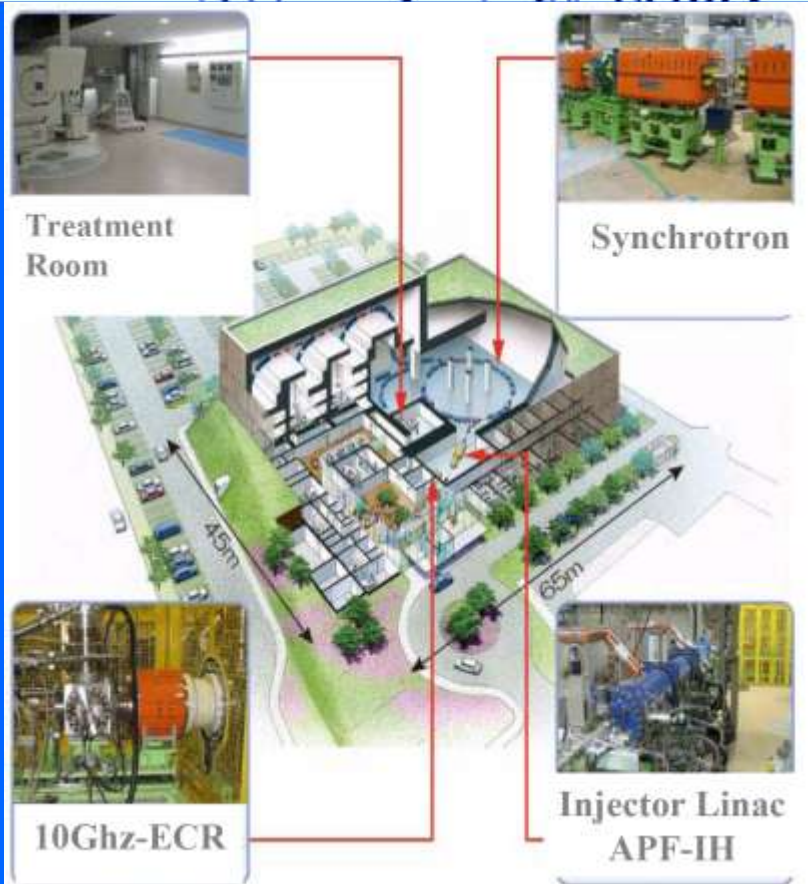 Treatment
Room
Synchrotron
45m
65m
10Ghz-ECR
Injector Linac
APF-IH